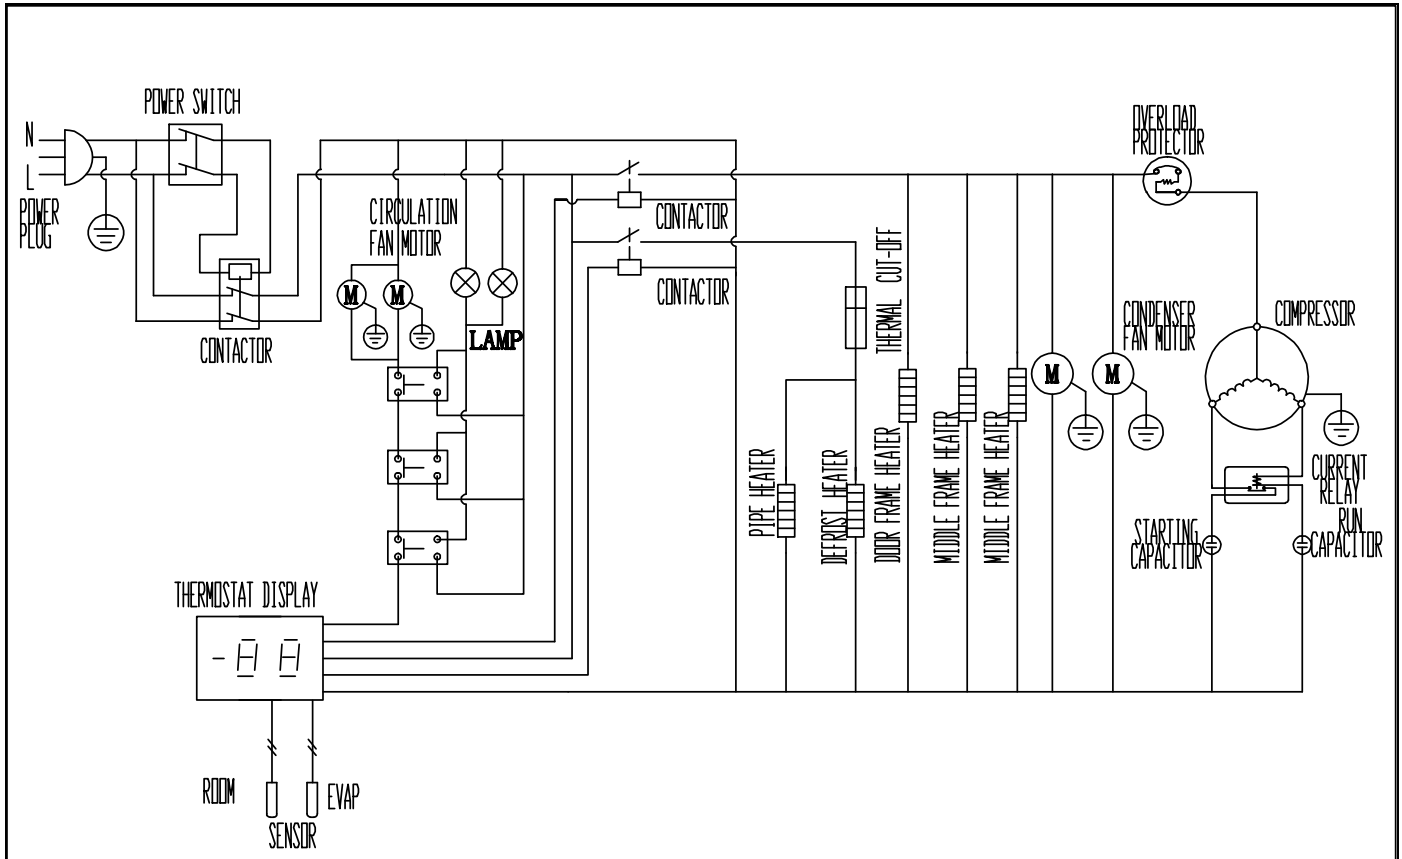 POWER SWITCH
N
L
POWER
PLUG
CONTACTOR
CIRCULATION
FAN MOTOR
M
M
LAMP
CONTACTOR
CONTACTOR
THERMAL CUT-OFF
OVERLOAD
PROTECTOR
CONDENSER
FAN MOTOR
M
M
COMPRESSOR
PIPE HEATER
DEFROST HEATER
DOOR FRAME HEATER
MIDDLE FRAME HEATER
MIDDLE FRAME HEATER
CURRENT
RELAY
STARTING
CAPACITOR
RUN
CAPACITOR
THERMOSTAT DISPLAY
-8 8
ROOM
EVAP
SENSOR